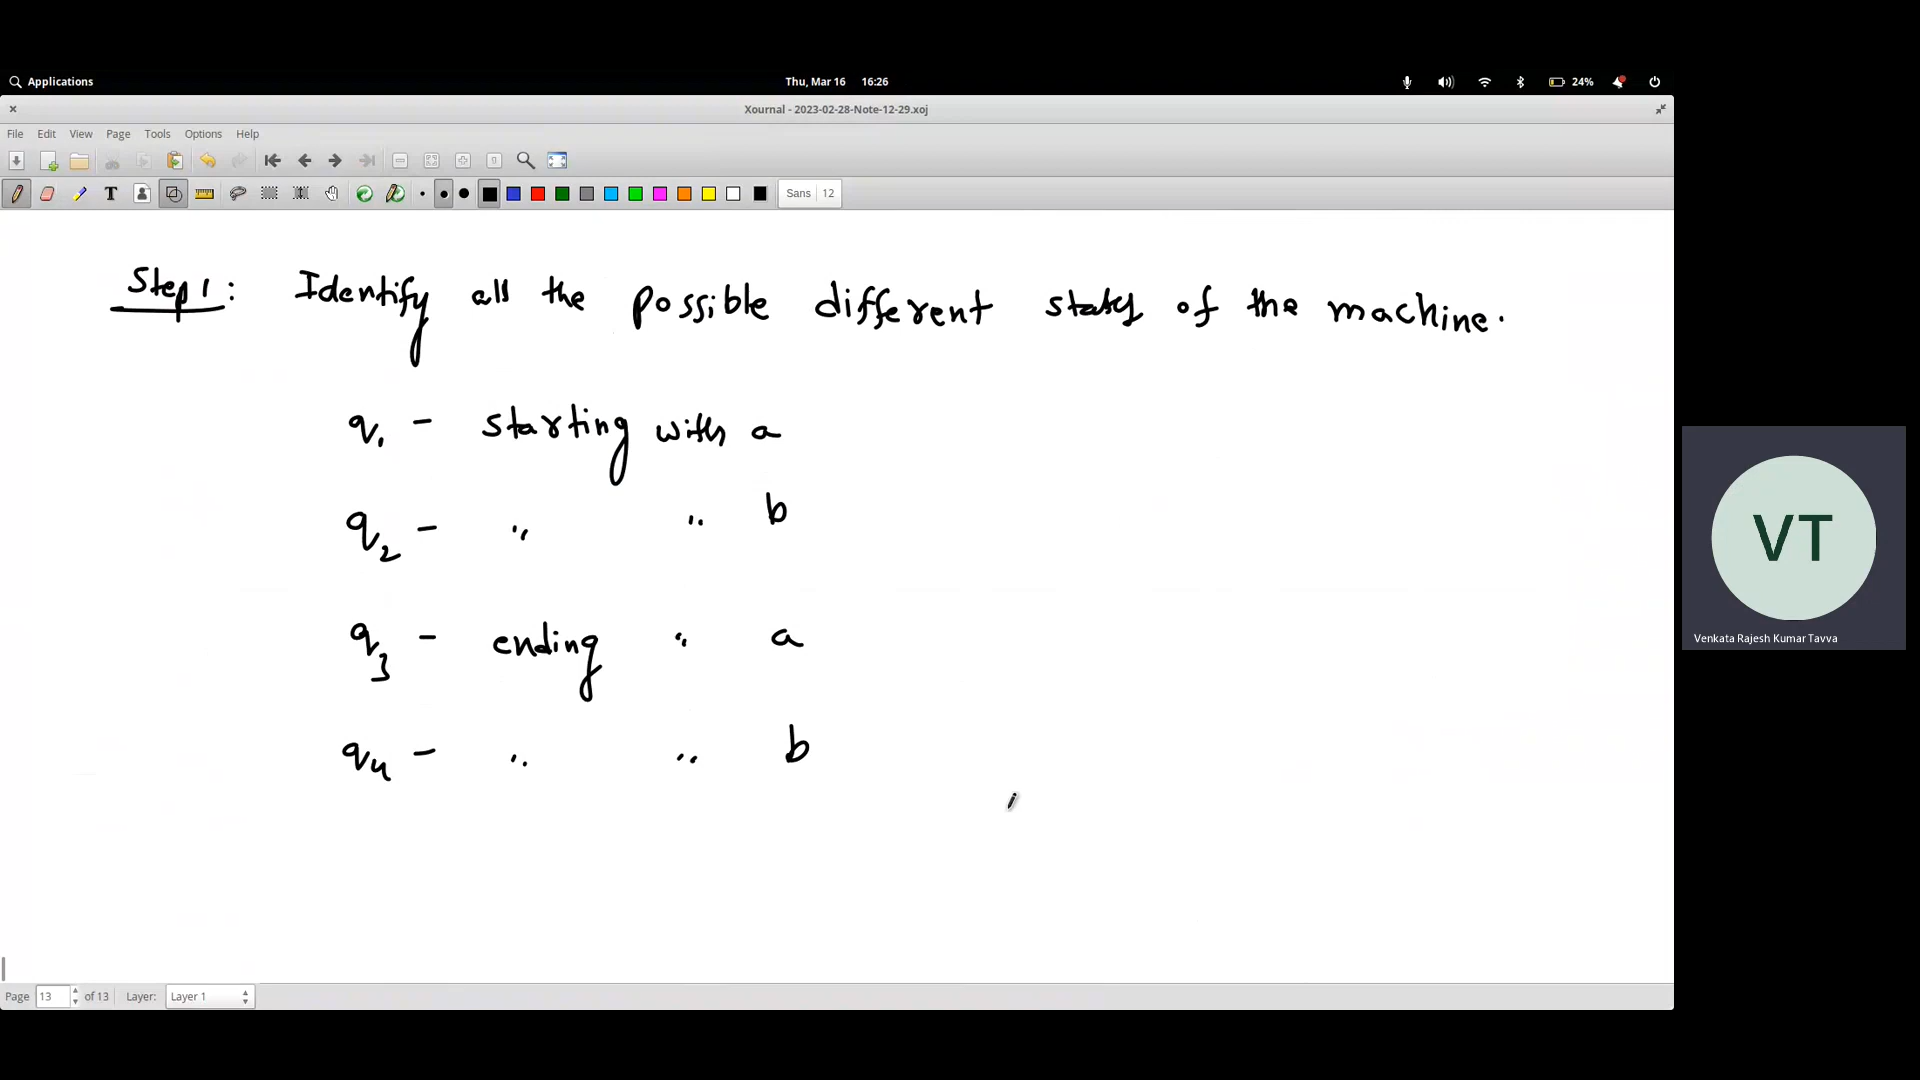 Applications
Thu, Mar 16 16:26
24%
Xournal - 2023-02-28-Note-12-29.xoj
File Edit View Page Tools Options Help
T Sans 12
Step 1: Identify all the possible different states of the machine.
q1 - starting with a
q2 - " " b
q3 - ending " a
q4 - " " b
VT
Venkata Rajesh Kumar Tavva
Page 13 of 13 Layer: Layer 1